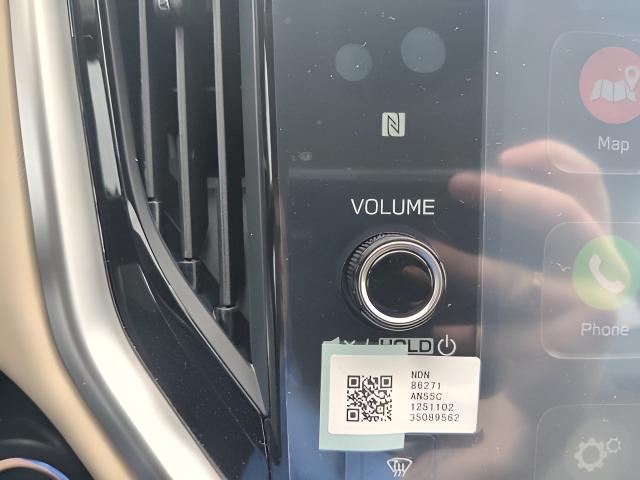 VOLUME
HOLD
Map
Phone
NDN
86271
AN55C
1251102
35089562